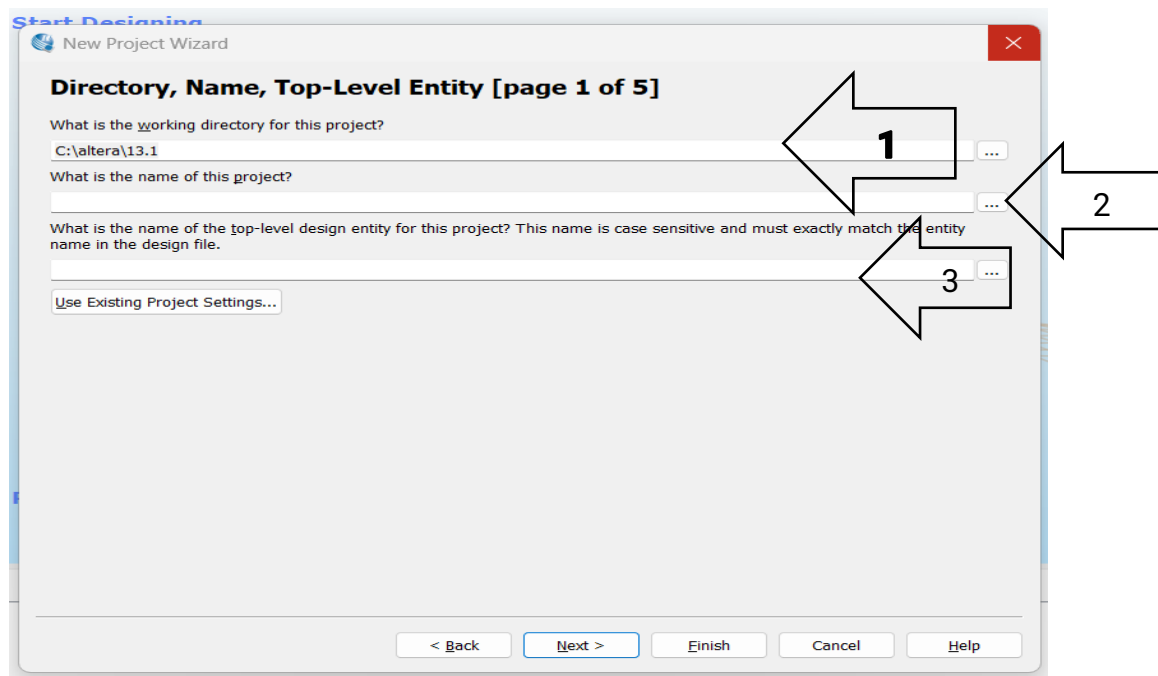 Start Designing
New Project Wizard
Directory, Name, Top-Level Entity [page 1 of 5]
What is the working directory for this project?
C:\altera\13.1
1
...
What is the name of this project?
...
2
What is the name of the top-level design entity for this project? This name is case sensitive and must exactly match the entity
name in the design file.
3
...
Use Existing Project Settings...
< Back
Next >
Finish
Cancel
Help